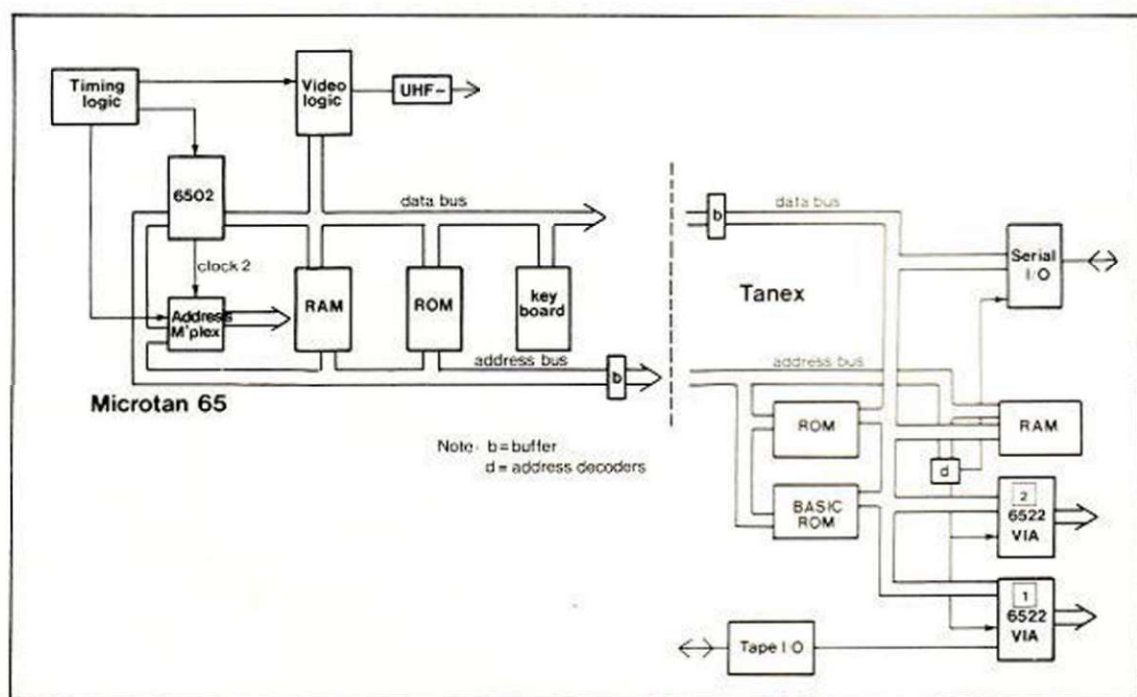 Timing
logic
Video
logic
UHF~
6502
data bus
clock 2
Address
M'plex
RAM
ROM
key
board
address bus
b
Microtan 65
Note - b = buffer
d = address decoders
b
data bus
Tanex
Serial
I/O
address bus
ROM
RAM
d
BASIC
ROM
2
6522
VIA
1
6522
VIA
Tape I O